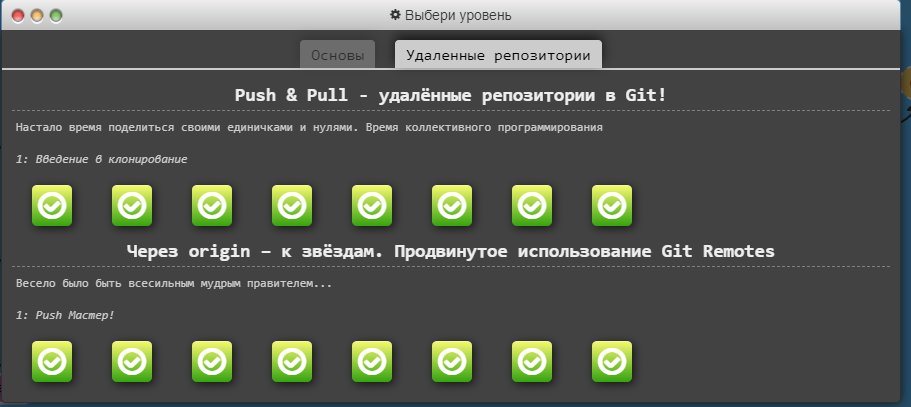 Выбери уровень
Основы
Удаленные репозитории
Push & Pull - удалённые репозитории в Git!
Настало время поделиться своими единичками и нулями. Время коллективного программирования
1: Введение в клонирование
Через origin – к звёздам. Продвинутое использование Git Remotes
Весело было быть всесильным мудрым правителем...
1: Push Мастер!